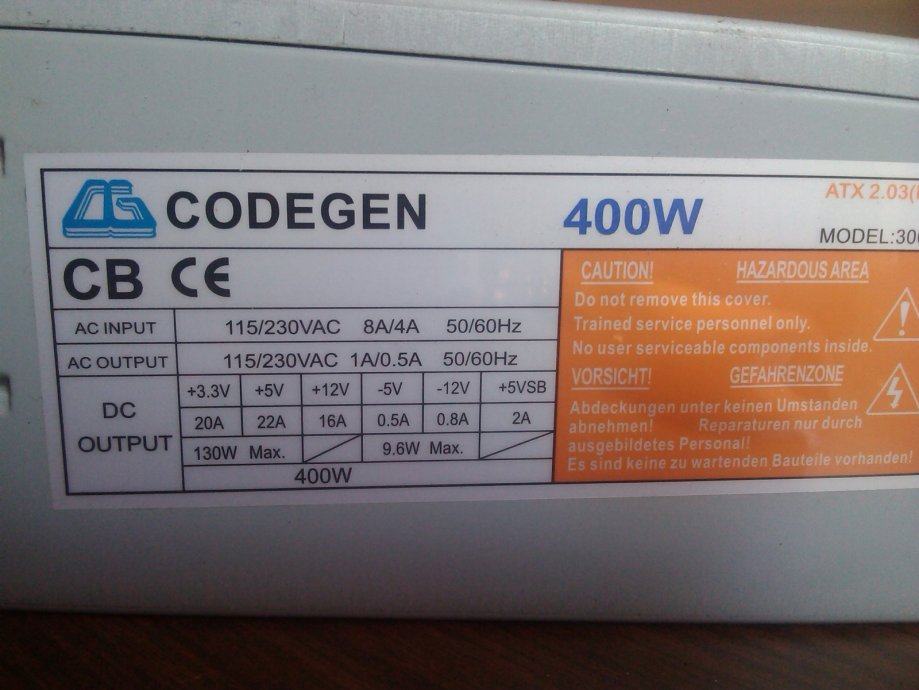 CODEGEN 400W
ATX 2.03
MODEL:300
CB CE
AC INPUT 115/230VAC 8A/4A 50/60Hz
AC OUTPUT 115/230VAC 1A/0.5A 50/60Hz
DC OUTPUT
+3.3V +5V +12V -5V -12V +5VSB
20A 22A 16A 0.5A 0.8A 2A
130W Max. 9.6W Max.
400W
CAUTION! HAZARDOUS AREA
Do not remove this cover.
Trained service personnel only.
No user serviceable components inside.
VORSICHT! GEFAHRENZONE
Abdeckungen unter keinen Umstanden
abnehmen! Reparaturen nur durch
ausgebildetes Personal!
Es sind keine zu wartenden Bauteile vorhanden!